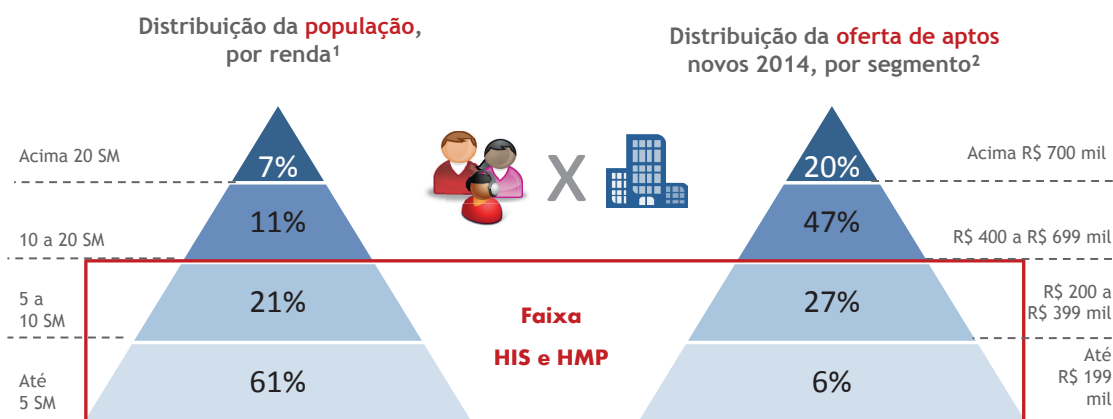 Distribuição da população,
por renda¹
Distribuição da oferta de aptos
novos 2014, por segmento²
Acima 20 SM
7%
X
20%
Acima R$ 700 mil
10 a 20 SM
11%
47%
R$ 400 a R$ 699 mil
5 a
10 SM
21%
Faixa
HIS e HMP
27%
R$ 200 a
R$ 399 mil
Até
5 SM
61%
6%
Até
R$ 199
mil